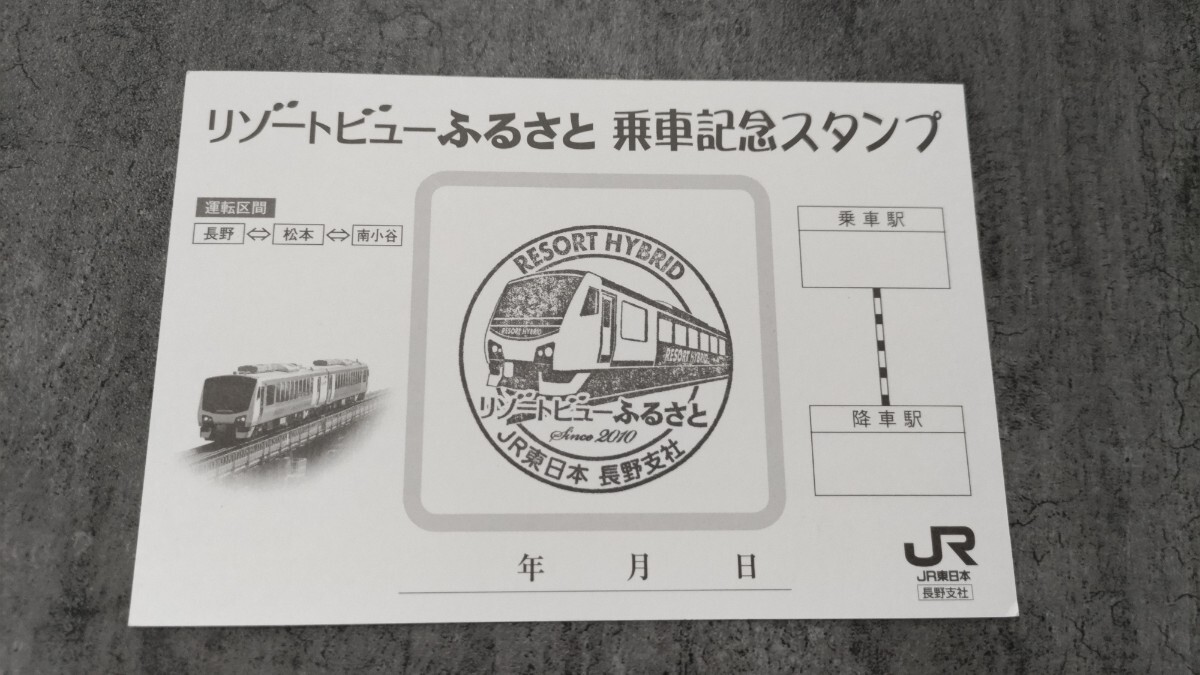 リゾートビューふるさと 乗車記念スタンプ
運転区間
長野⇔松本⇔南小谷
RESORT HYBRID
RESORT HYBRID
RESORT HYBRID
リゾートビューふるさと
Since 2010
JR東日本 長野支社
乗車駅
降車駅
年 月 日
JR
JR東日本
長野支社